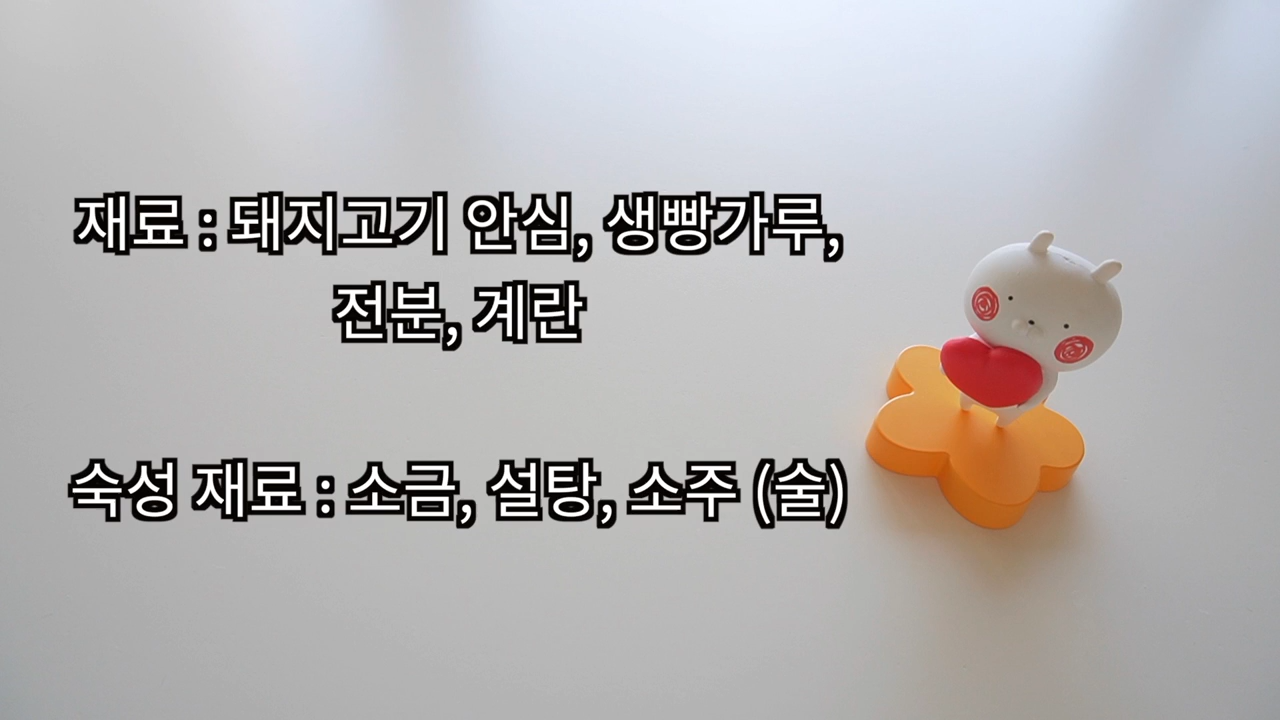 재료 : 돼지고기 안심, 생빵가루,
전분, 계란
숙성 재료 : 소금, 설탕, 소주 (술)